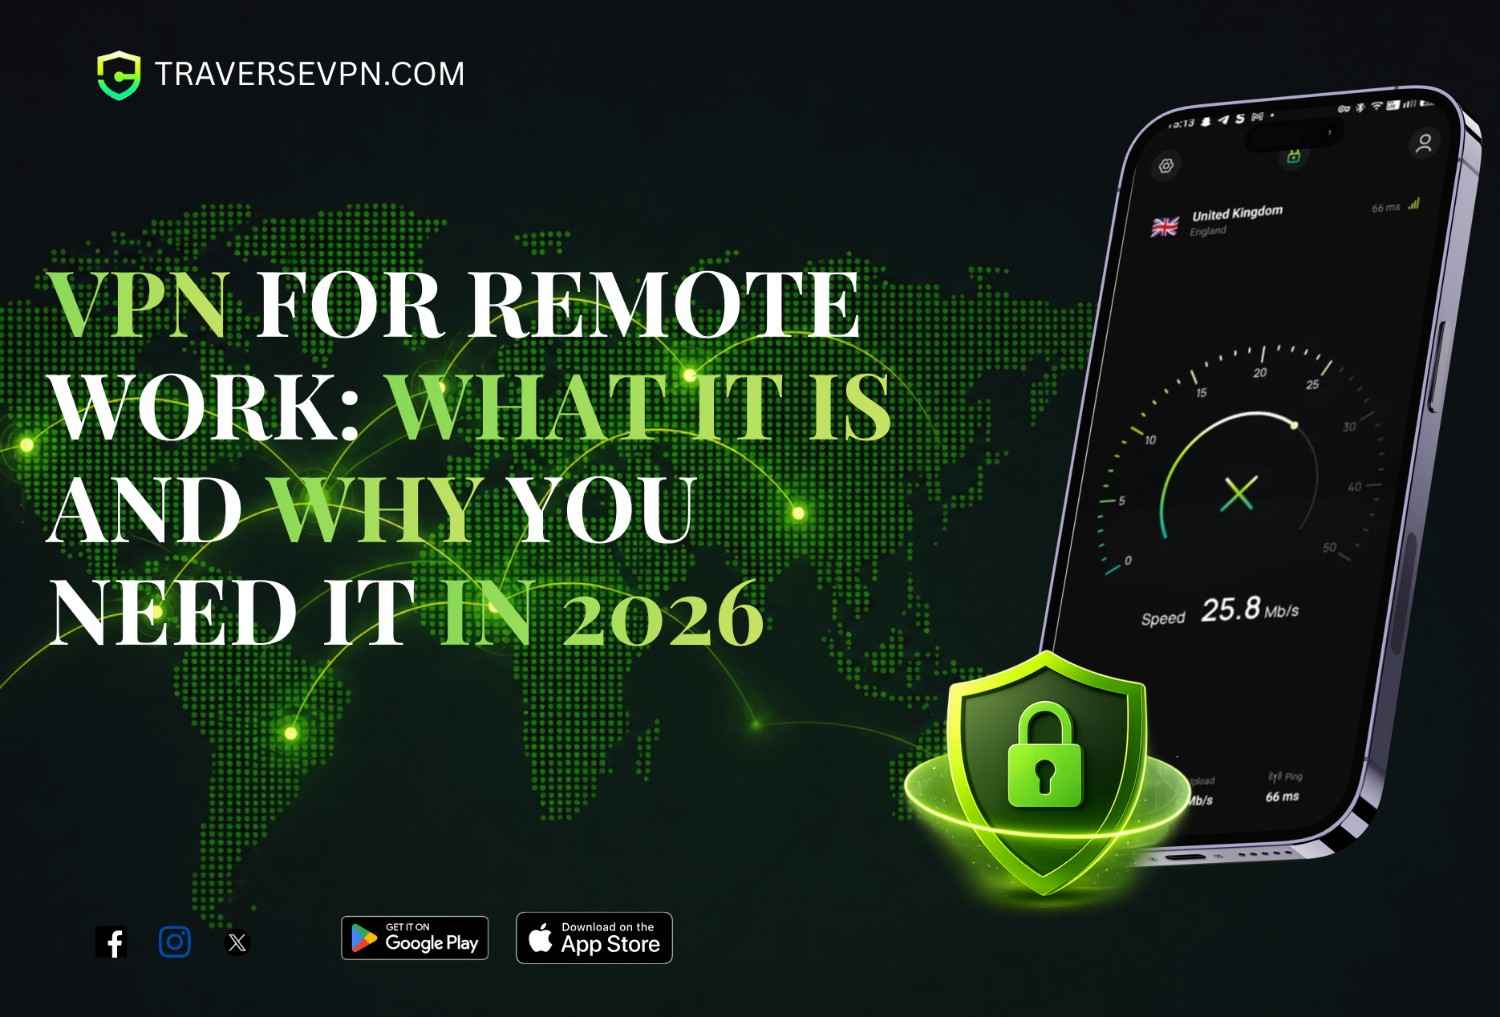 TRAVERSEVPN.COM
VPN FOR REMOTE
WORK: WHAT IT IS
AND WHY YOU
NEED IT IN 2026
United Kingdom
66 ms
England
20
15
25
10
30
5
40
0
50
Speed 25.8 Mb/s
Ping
Mb/s
66 ms
GET IT ON
Google Play
Download on the
App Store